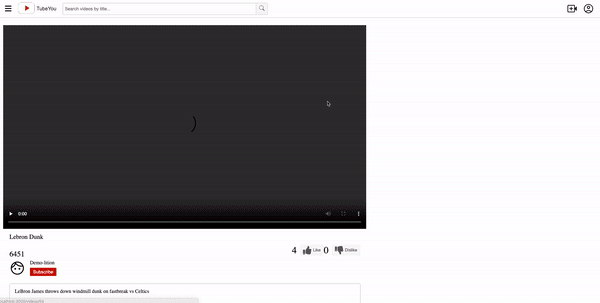 TubeYou
Search videos by title...
0:00
Lebron Dunk
6451
4 Like 0 Dislike
Demo-lition
Subscribe
LeBron James throws down windmill dunk on fastbreak vs Celtics